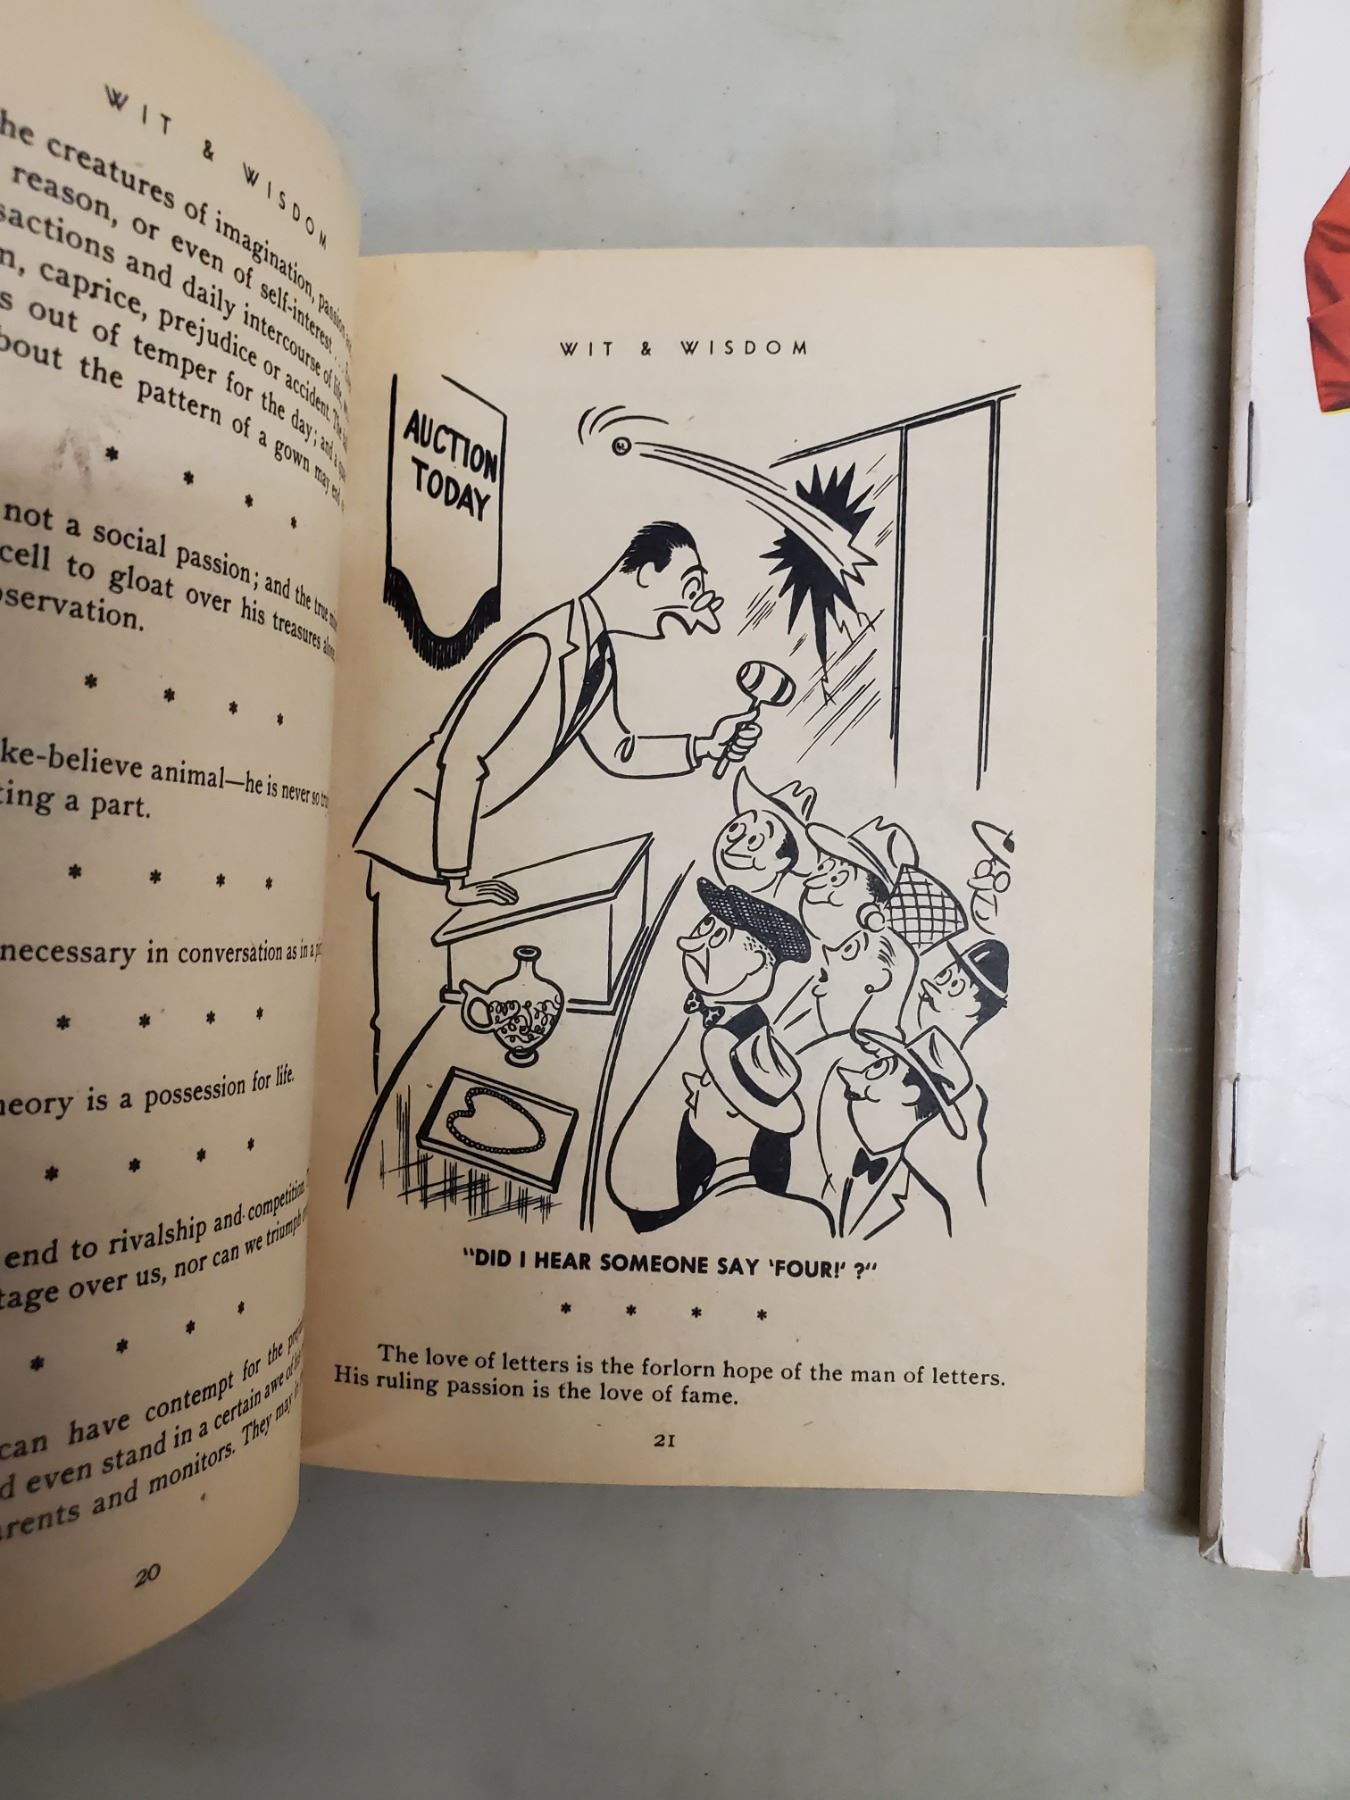 WIT & WISDOM
he creatures of imagination,
reason, or even of self-interest . . .
sactions and daily intercourse of life,
n, caprice, prejudice or accident. The
s out of temper for the day; and a
bout the pattern of a gown may end
* * * *
not a social passion; and the true
cell to gloat over his treasures
servation.
* * * *
ke-believe animal—he is never so
ting a part.
* * * *
necessary in conversation as in a
* * * *
heory is a possession for life.
* * * *
end to rivalship and competition.
tage over us, nor can we triumph
* * * *
can have contempt for the
d even stand in a certain awe of
arents and monitors. They may
20
WIT & WISDOM
AUCTION
TODAY
"DID I HEAR SOMEONE SAY 'FOUR!' ?"
* * * *
The love of letters is the forlorn hope of the man of letters.
His ruling passion is the love of fame.
21